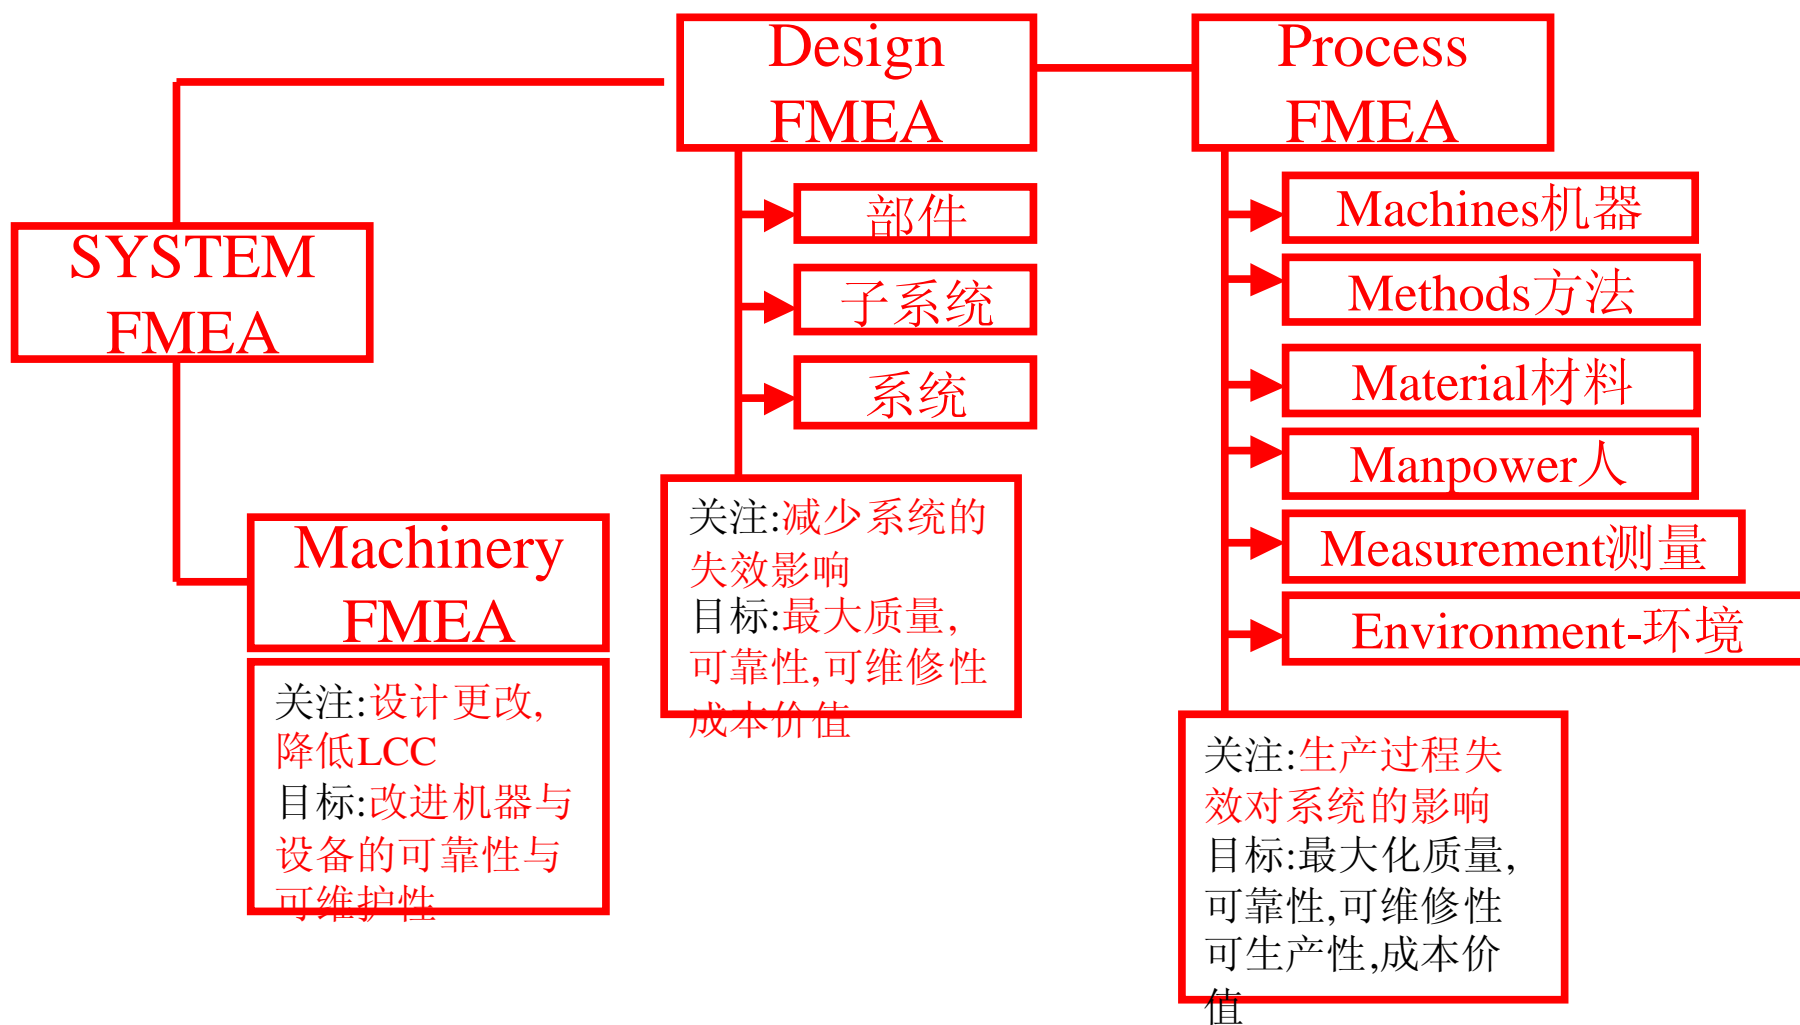 SYSTEM
FMEA
Machinery
FMEA
关注:设计更改,
降低LCC
目标:改进机器与
设备的可靠性与
可维护性
Design
FMEA
部件
子系统
系统
关注:减少系统的
失效影响
目标:最大质量,
可靠性,可维修性
成本价值
Process
FMEA
Machines机器
Methods方法
Material材料
Manpower人
Measurement测量
Environment-环境
关注:生产过程失
效对系统的影响
目标:最大化质量,
可靠性,可维修性
可生产性,成本价
值